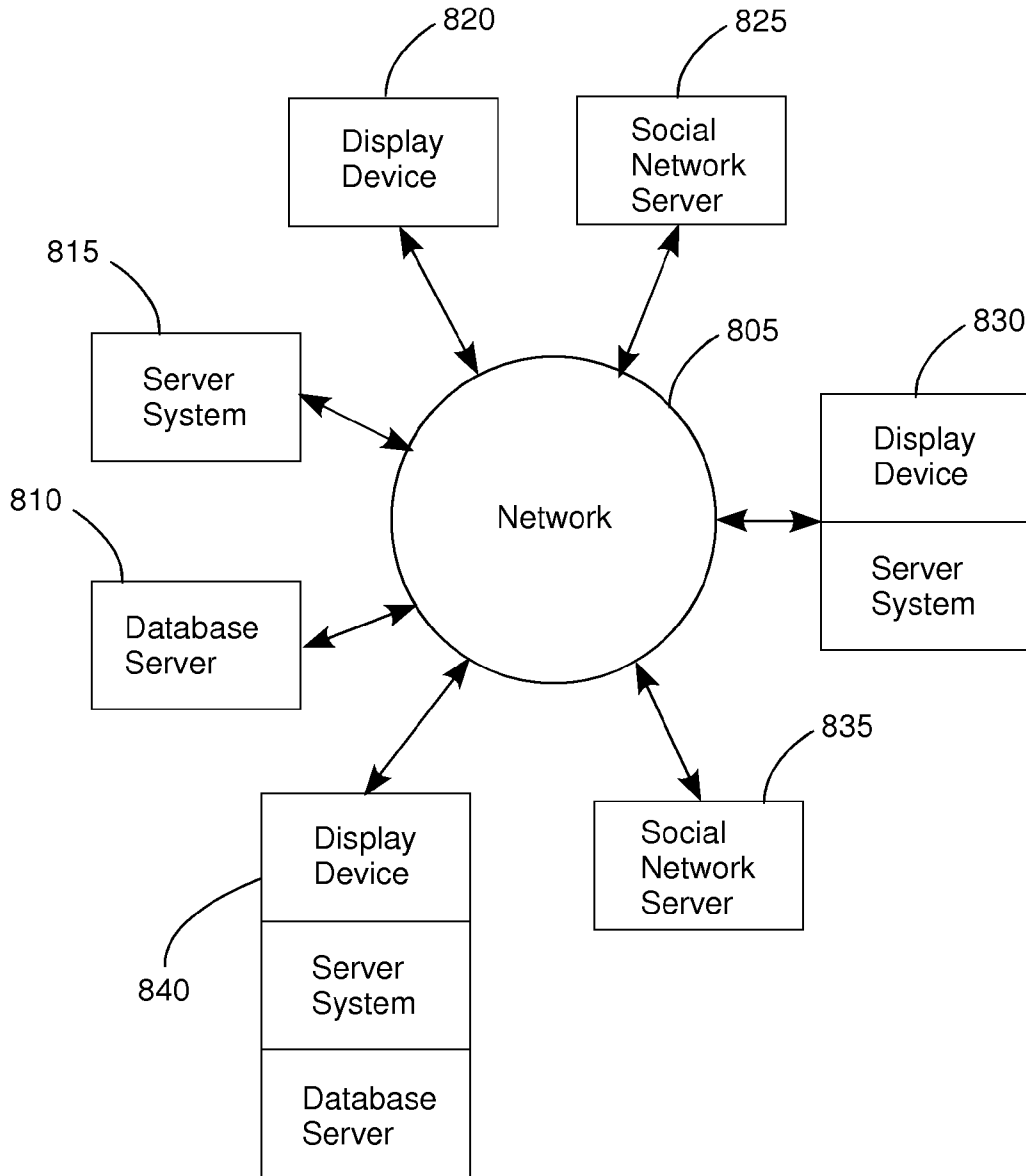 820
825
Display
Device
Social
Network
Server
815
805
830
Server
System
Display
Device
810
Network
Server
System
Database
Server
835
Display
Device
Social
Network
Server
840
Server
System
Database
Server